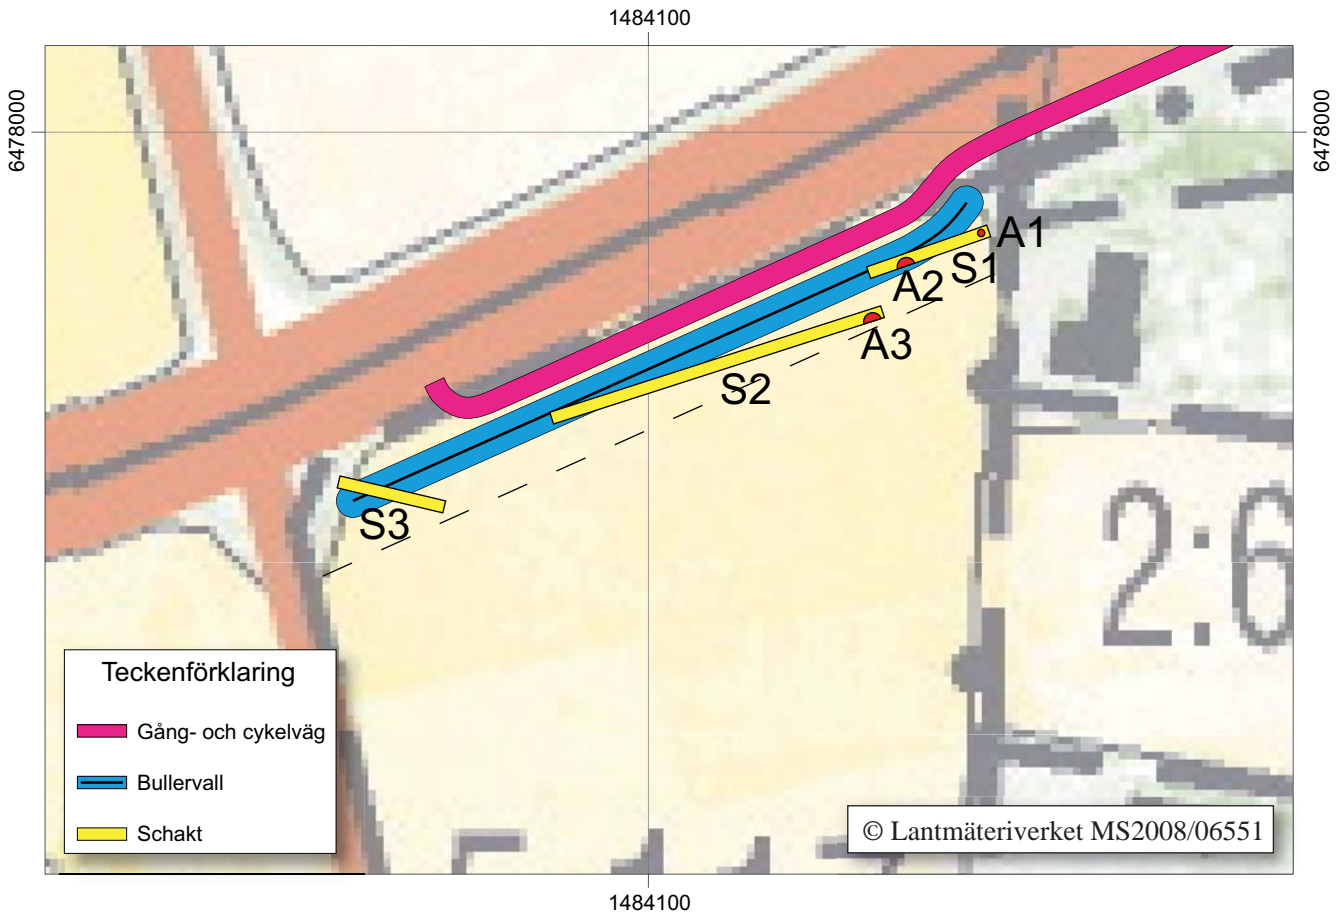 1484100
6478000
6478000
A1
S1
A2
A3
S2
S3
2:6
Teckenförklaring
Gång- och cykelväg
Bullervall
Schakt
© Lantmäteriverket MS2008/06551
1484100